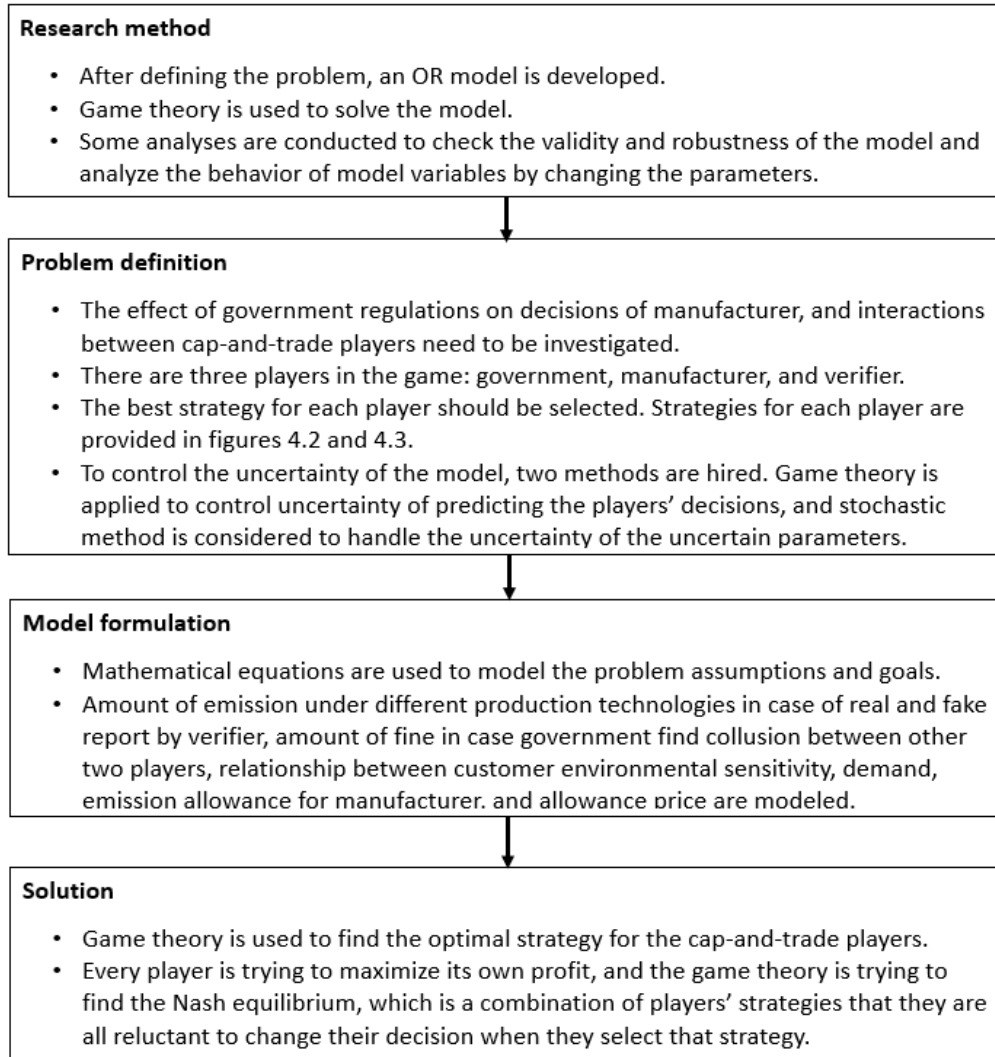 Research method
• After defining the problem, an OR model is developed.
• Game theory is used to solve the model.
• Some analyses are conducted to check the validity and robustness of the model and
analyze the behavior of model variables by changing the parameters.
Problem definition
• The effect of government regulations on decisions of manufacturer, and interactions
between cap-and-trade players need to be investigated.
• There are three players in the game: government, manufacturer, and verifier.
• The best strategy for each player should be selected. Strategies for each player are
provided in figures 4.2 and 4.3.
• To control the uncertainty of the model, two methods are hired. Game theory is
applied to control uncertainty of predicting the players’ decisions, and stochastic
method is considered to handle the uncertainty of the uncertain parameters.
Model formulation
• Mathematical equations are used to model the problem assumptions and goals.
• Amount of emission under different production technologies in case of real and fake
report by verifier, amount of fine in case government find collusion between other
two players, relationship between customer environmental sensitivity, demand,
emission allowance for manufacturer, and allowance price are modeled.
Solution
• Game theory is used to find the optimal strategy for the cap-and-trade players.
• Every player is trying to maximize its own profit, and the game theory is trying to
find the Nash equilibrium, which is a combination of players’ strategies that they are
all reluctant to change their decision when they select that strategy.